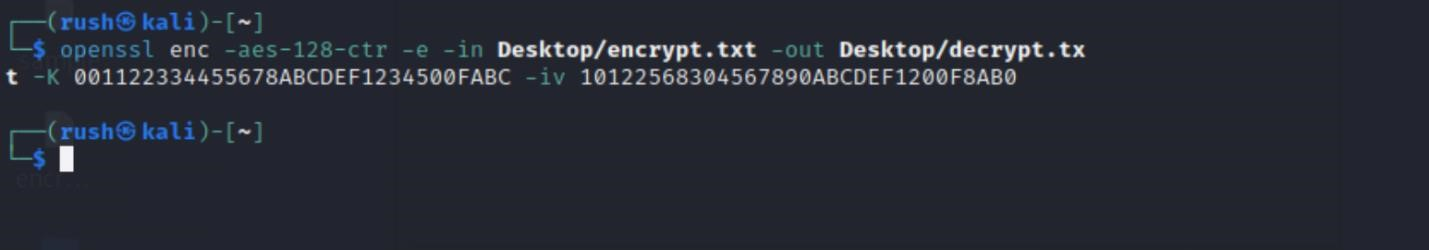 ┌──(rush㉿kali)-[~]
└─$ openssl enc -aes-128-ctr -e -in Desktop/encrypt.txt -out Desktop/decrypt.tx
t -K 001122334455678ABCDEF1234500FABC -iv 10122568304567890ABCDEF1200F8AB0
┌──(rush㉿kali)-[~]
└─$
encr...